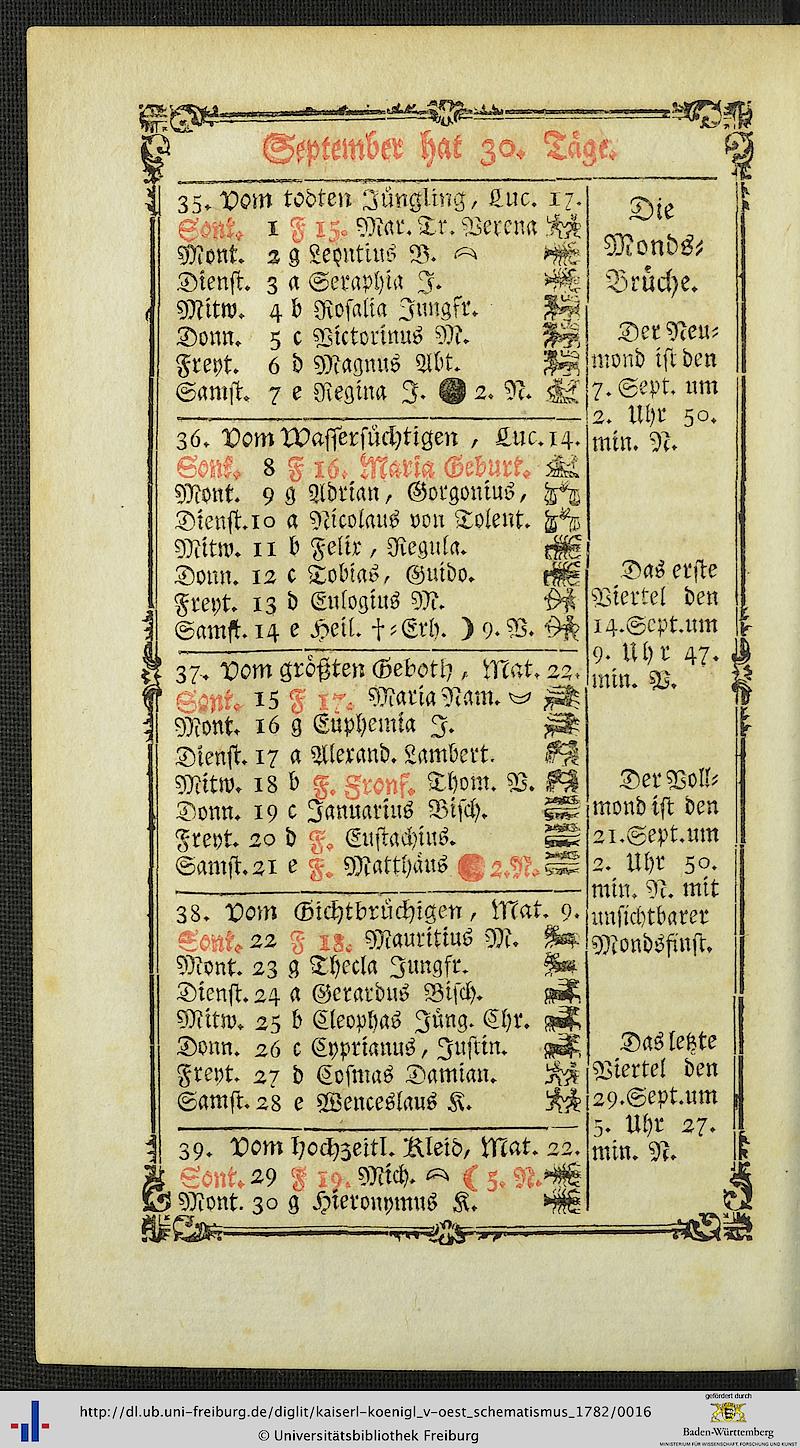 September hat 30. Täge.
35. Vom todten Jüngling, Luc. 17.
Sont. 1 F 15. Mar. Tr. Verena
Mont. 2 g Leontius B.
Dienst. 3 a Seraphia J.
Mitw. 4 b Rosalia Jungfr.
Donn. 5 c Victorinus M.
Freyt. 6 d Magnus Abt.
Samst. 7 e Regina J. 2. N.
36. Vom Wassersüchtigen, Luc. 14.
Sont. 8 F 16. Maria Geburt.
Mont. 9 g Adrian, Gorgonius,
Dienst. 10 a Nicolaus von Tolent.
Mitw. 11 b Felix, Regula.
Donn. 12 c Tobias, Guido.
Freyt. 13 d Eulogius M.
Samst. 14 e Heil. †=Erh. ☽ 9. V.
37. Vom größten Geboth, Mat. 22.
Sont. 15 F 17. Maria Nam.
Mont. 16 g Euphemia J.
Dienst. 17 a Alexand. Lambert.
Mitw. 18 b F. Fronf. Thom. V.
Donn. 19 c Januarius Bisch.
Freyt. 20 d F. Eustachius.
Samst. 21 e F. Matthäus 2. N.
38. Vom Gichtbrüchigen, Mat. 9.
Sont. 22 F 18. Mauritius M.
Mont. 23 g Thecla Jungfr.
Dienst. 24 a Gerardus Bisch.
Mitw. 25 b Cleophas Jüng. Chr.
Donn. 26 c Cyprianus, Justin.
Freyt. 27 d Cosmas Damian.
Samst. 28 e Wenceslaus K.
39. Vom hochzeitl. Kleid, Mat. 22.
Sont. 29 F 19. Mich. ☾ 5. N.
Mont. 30 g Hieronymus K.
Die
Monds=
Brüche.
Der Neu=
mond ist den
7. Sept. um
2. Uhr 50.
min. N.
Das erste
Viertel den
14. Sept. um
9. Uhr 47.
min. V.
Der Voll=
mond ist den
21. Sept. um
2. Uhr 50.
min. N. mit
unsichtbarer
Mondsfinst.
Das letzte
Viertel den
29. Sept. um
5. Uhr 27.
min. N.
http://dl.ub.uni-freiburg.de/diglit/kaiserl-koenigl_v-oest_schematismus_1782/0016
© Universitätsbibliothek Freiburg
gefördert durch
Baden-Württemberg
MINISTERIUM FÜR WISSENSCHAFT, FORSCHUNG UND KUNST